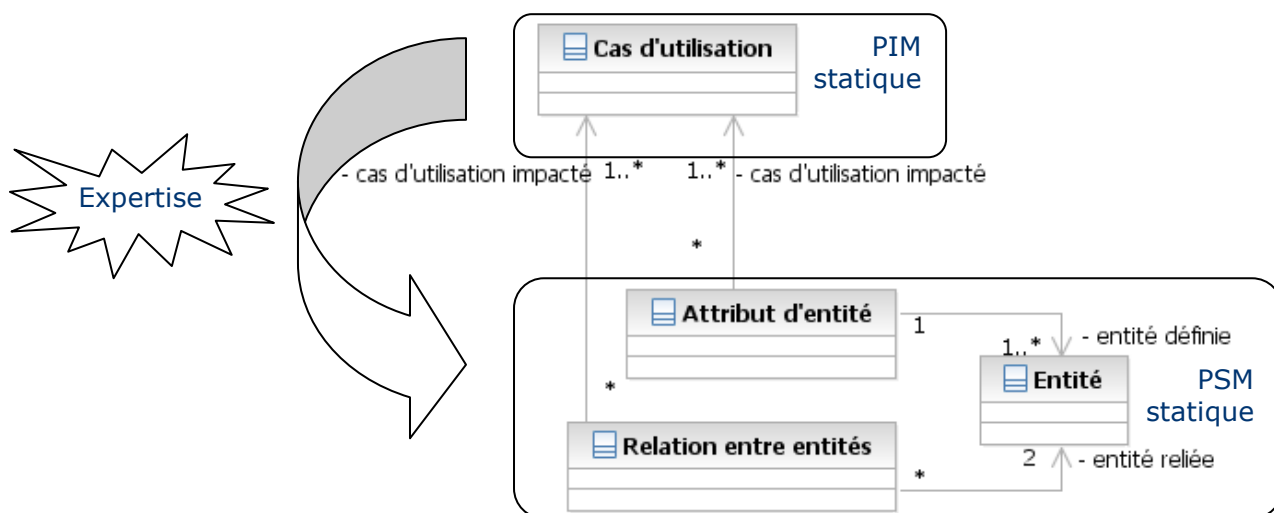 Cas d'utilisation
PIM
statique
- cas d'utilisation impacté
1..*
1..*
- cas d'utilisation impacté
Expertise
*
Attribut d'entité
1
- entité définie
1..*
Entité
PSM
statique
*
Relation entre entités
2
- entité reliée
*